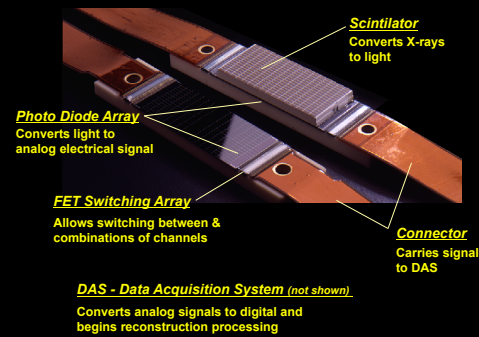 Scintilator
Converts X-rays
to light
Photo Diode Array
Converts light to
analog electrical signal
FET Switching Array
Allows switching between &
combinations of channels
Connector
Carries signal
to DAS
DAS - Data Acquisition System (not shown)
Converts analog signals to digital and
begins reconstruction processing